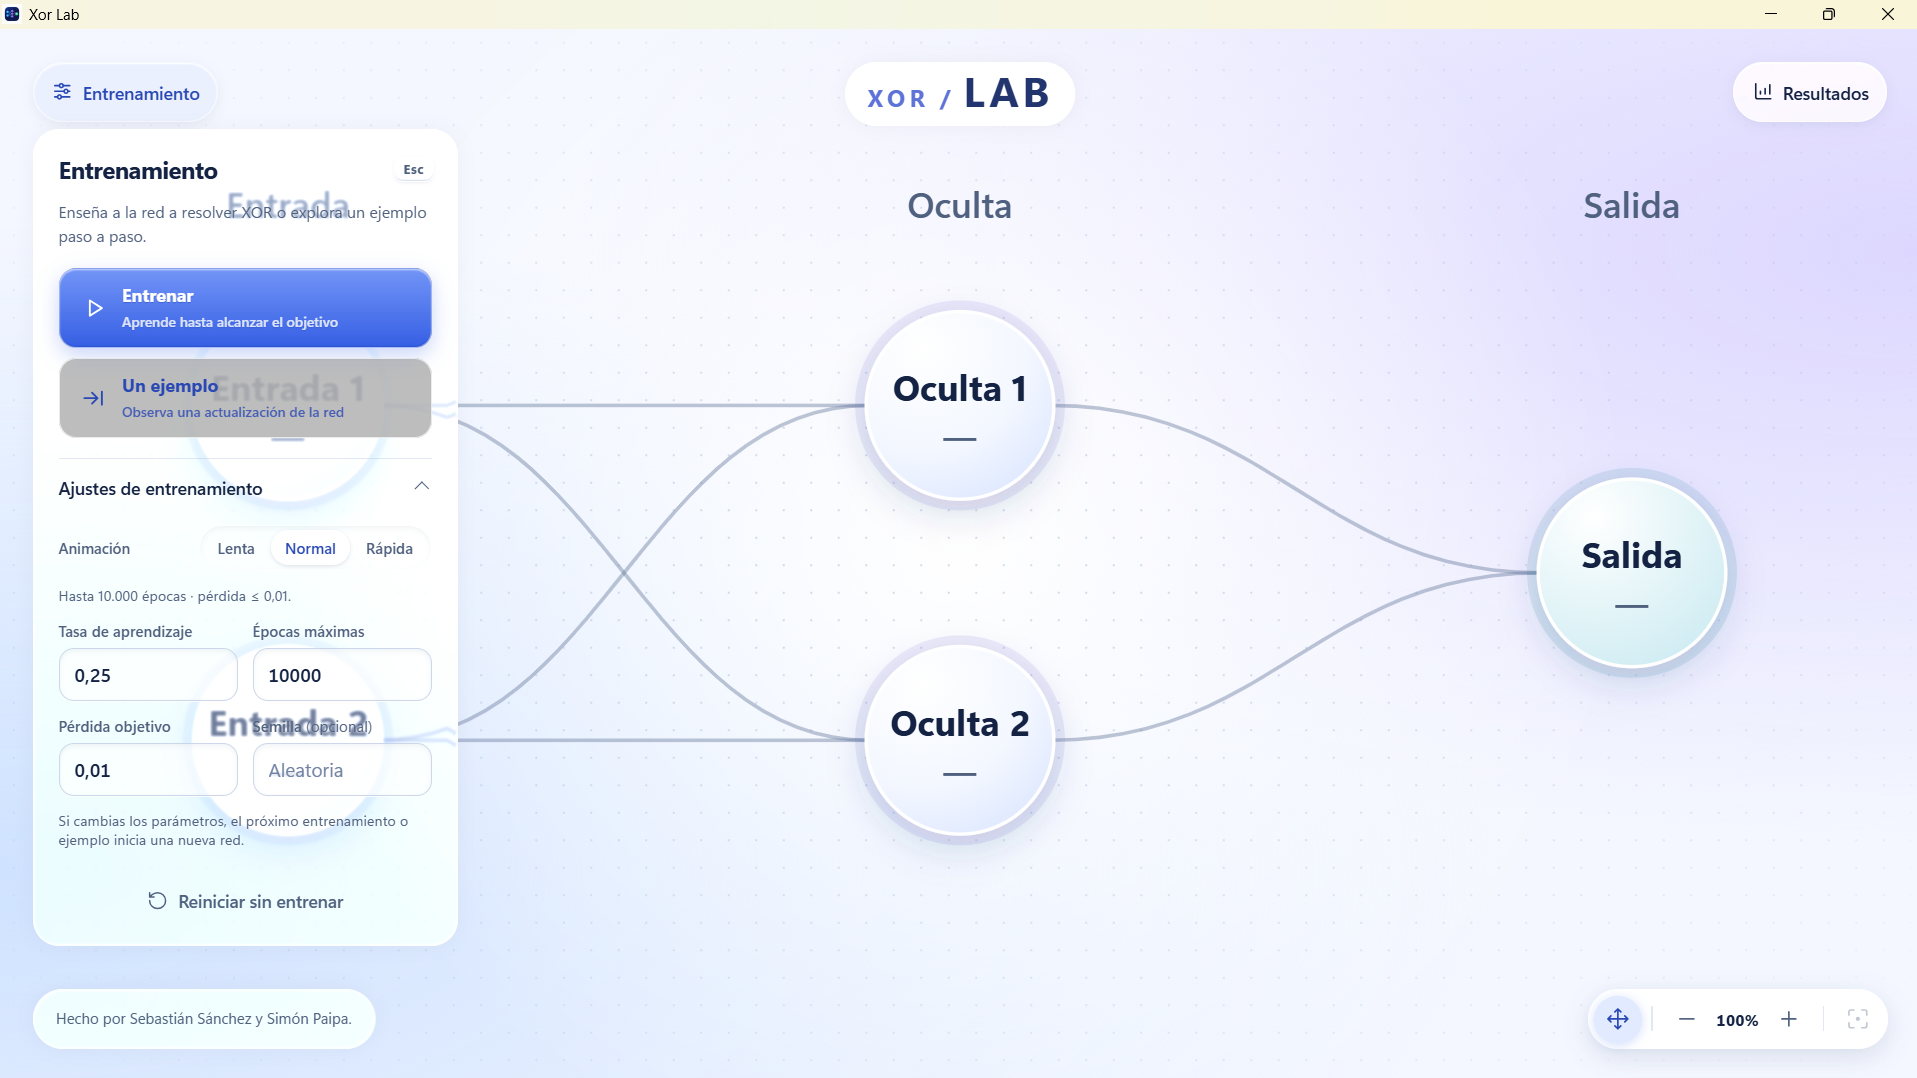 Xor Lab
Entrenamiento
XOR / LAB
Resultados
Entrenamiento
Esc
Enseña a la red a resolver XOR o explora un ejemplo
paso a paso.
Entrada
Oculta
Salida
Entrenar
Aprende hasta alcanzar el objetivo
Un ejemplo
Observa una actualización de la red
Entrada 1
Oculta 1
—
Ajustes de entrenamiento
Animación
Lenta
Normal
Rápida
Hasta 10.000 épocas · pérdida ≤ 0,01.
Tasa de aprendizaje
Épocas máximas
0,25
10000
Pérdida objetivo
Semilla (opcional)
0,01
Aleatoria
Entrada 2
Oculta 2
—
Salida
—
Si cambias los parámetros, el próximo entrenamiento o
ejemplo inicia una nueva red.
Reiniciar sin entrenar
Hecho por Sebastián Sánchez y Simón Paipa.
100%